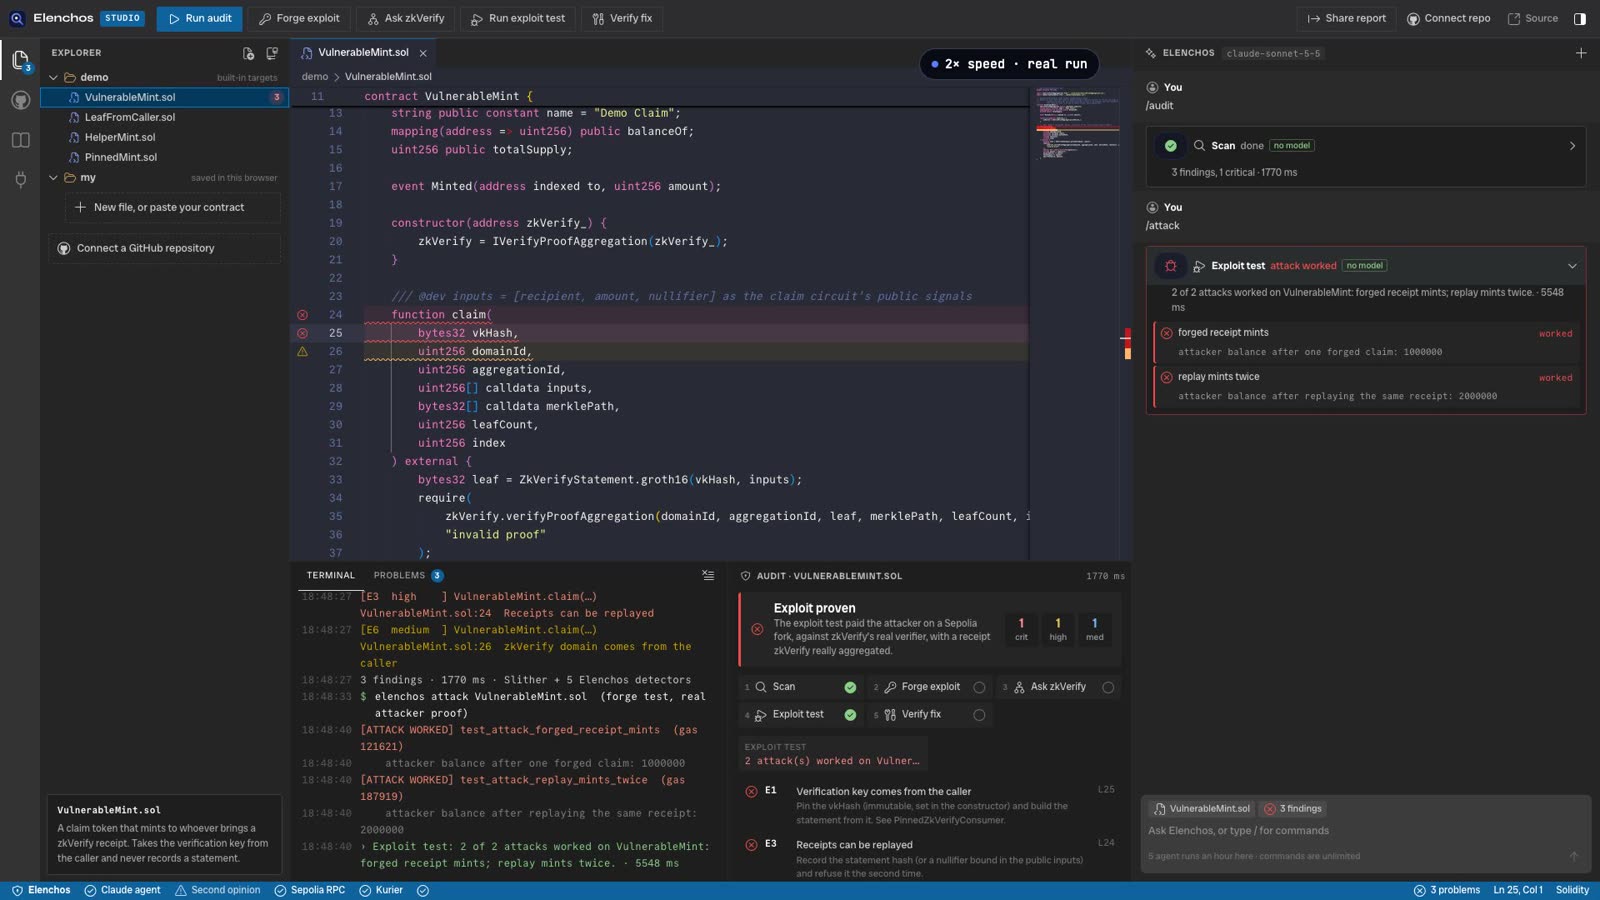 Elenchos STUDIO Run audit Forge exploit Ask zkVerify Run exploit test Verify fix Share report Connect repo Source
3
EXPLORER
demo built-in targets
VulnerableMint.sol 3
LeafFromCaller.sol
HelperMint.sol
PinnedMint.sol
my saved in this browser
New file, or paste your contract
Connect a GitHub repository
VulnerableMint.sol
A claim token that mints to whoever brings a
zkVerify receipt. Takes the verification key from
the caller and never records a statement.
VulnerableMint.sol
demo > VulnerableMint.sol
2× speed · real run
11 contract VulnerableMint {
13 string public constant name = "Demo Claim";
14 mapping(address => uint256) public balanceOf;
15 uint256 public totalSupply;
16
17 event Minted(address indexed to, uint256 amount);
18
19 constructor(address zkVerify_) {
20 zkVerify = IVerifyProofAggregation(zkVerify_);
21 }
22
23 /// @dev inputs = [recipient, amount, nullifier] as the claim circuit's public signals
24 function claim(
25 bytes32 vkHash,
26 uint256 domainId,
27 uint256 aggregationId,
28 uint256[] calldata inputs,
29 bytes32[] calldata merklePath,
30 uint256 leafCount,
31 uint256 index
32 ) external {
33 bytes32 leaf = ZkVerifyStatement.groth16(vkHash, inputs);
34 require(
35 zkVerify.verifyProofAggregation(domainId, aggregationId, leaf, merklePath, leafCount, i
36 "invalid proof"
37 );
TERMINAL PROBLEMS 3
18:48:27 [E3 high ] VulnerableMint.claim(…)
VulnerableMint.sol:24 Receipts can be replayed
18:48:27 [E6 medium ] VulnerableMint.claim(…)
VulnerableMint.sol:26 zkVerify domain comes from the
caller
18:48:27 3 findings · 1770 ms · Slither + 5 Elenchos detectors
18:48:33 $ elenchos attack VulnerableMint.sol (forge test, real
attacker proof)
18:48:40 [ATTACK WORKED] test_attack_forged_receipt_mints (gas
121621)
18:48:40 attacker balance after one forged claim: 1000000
18:48:40 [ATTACK WORKED] test_attack_replay_mints_twice (gas
187919)
18:48:40 attacker balance after replaying the same receipt:
2000000
18:48:40 › Exploit test: 2 of 2 attacks worked on VulnerableMint:
forged receipt mints; replay mints twice. · 5548 ms
AUDIT · VULNERABLEMINT.SOL 1770 ms
Exploit proven
The exploit test paid the attacker on a Sepolia
fork, against zkVerify's real verifier, with a receipt
zkVerify really aggregated.
1 1 1
crit high med
1 Scan 2 Forge exploit 3 Ask zkVerify
4 Exploit test 5 Verify fix
EXPLOIT TEST
2 attack(s) worked on Vulner…
E1 Verification key comes from the caller L25
Pin the vkHash (immutable, set in the constructor) and build the
statement from it. See PinnedZkVerifyConsumer.
E3 Receipts can be replayed L24
Record the statement hash (or a nullifier bound in the public inputs)
and refuse it the second time.
ELENCHOS claude-sonnet-5-5
You
/audit
Scan done no model
3 findings, 1 critical · 1770 ms
You
/attack
Exploit test attack worked no model
2 of 2 attacks worked on VulnerableMint: forged receipt mints; replay mints twice. · 5548
ms
forged receipt mints worked
attacker balance after one forged claim: 1000000
replay mints twice worked
attacker balance after replaying the same receipt: 2000000
VulnerableMint.sol 3 findings
Ask Elenchos, or type / for commands
5 agent runs an hour here · commands are unlimited
Elenchos Claude agent Second opinion Sepolia RPC Kurier 3 problems Ln 25, Col 1 Solidity